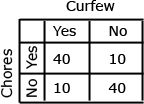 Curfew
Yes No
Chores
Yes 40 10
No 10 40